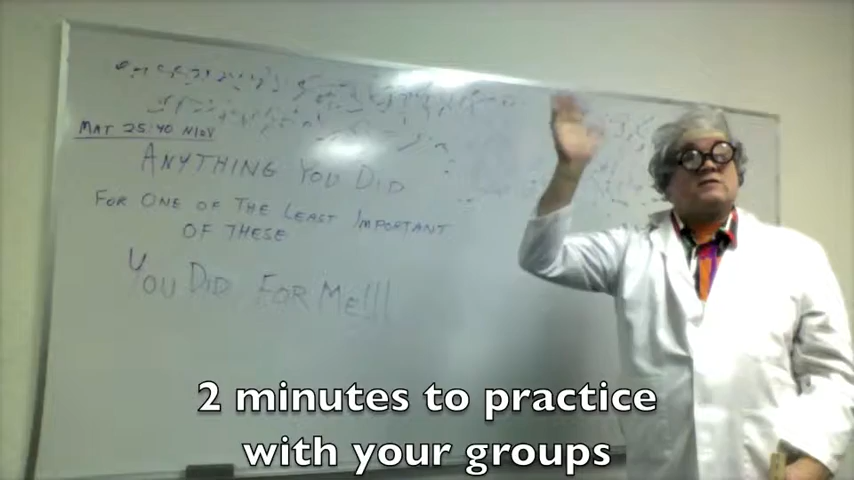 MAT 25:40 NIrV
ANYTHING YOU DID
FOR ONE OF THE LEAST IMPORTANT
OF THESE
YOU DID FOR ME!!!
2 minutes to practice
with your groups